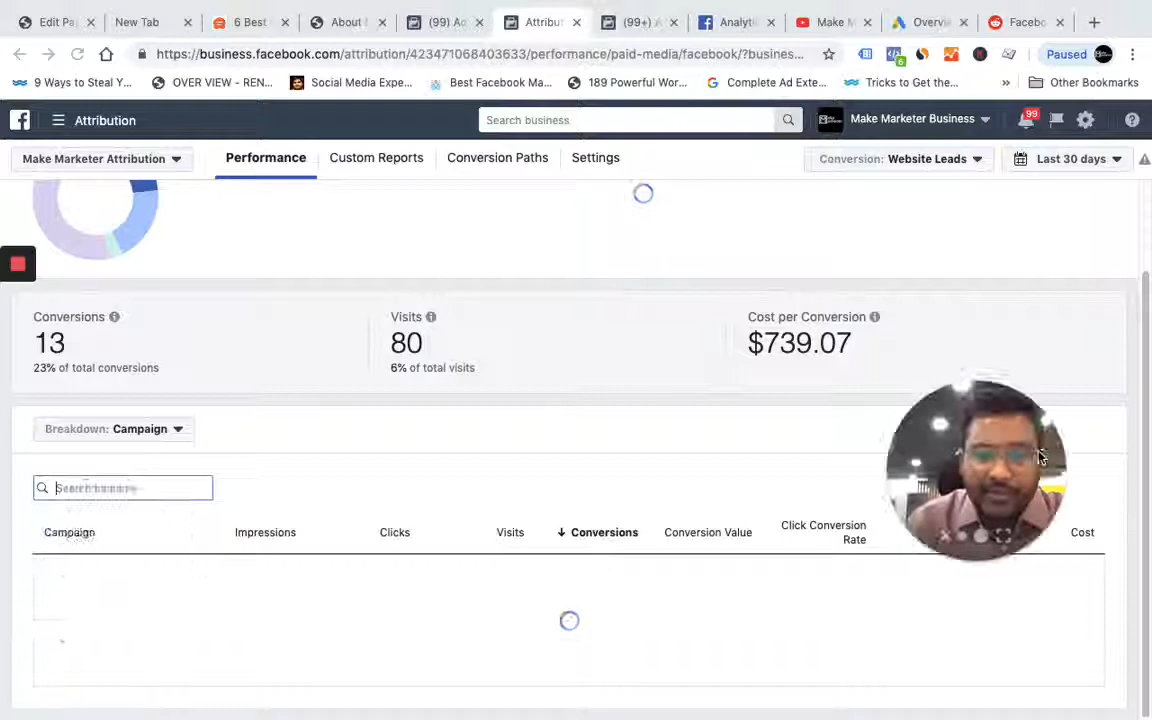 Edit Pa
New Tab
6 Best
About
(99) Ac
Attribut
(99+) A
Analyti
Make M
Overvie
Facebo
https://business.facebook.com/attribution/423471068403633/performance/paid-media/facebook/?busines...
6
Paused
9 Ways to Steal Y...
OVER VIEW - REN...
Social Media Expe...
Best Facebook Ma...
189 Powerful Wor...
Complete Ad Exte...
Tricks to Get the...
»
Other Bookmarks
Attribution
Search business
Make Marketer Business
99
Make Marketer Attribution
Performance
Custom Reports
Conversion Paths
Settings
Conversion: Website Leads
Last 30 days
Conversions
Visits
Cost per Conversion
13
80
$739.07
23% of total conversions
6% of total visits
Breakdown: Campaign
Campaign
Impressions
Clicks
Visits
Conversions
Conversion Value
Click Conversion
Rate
Cost